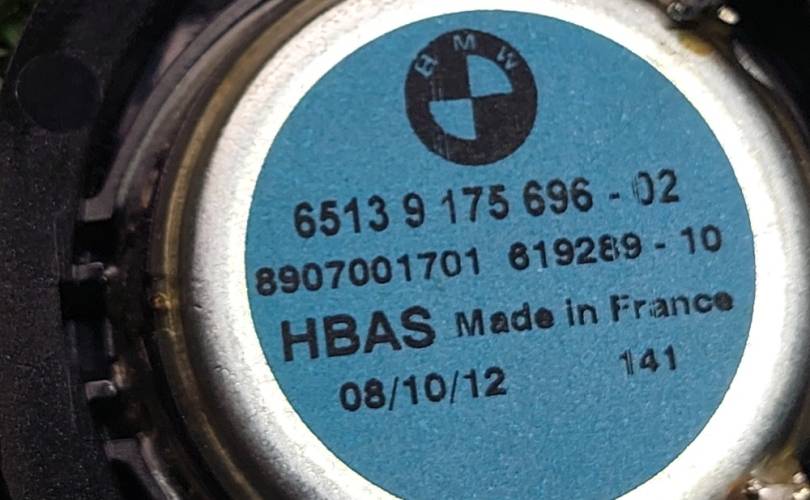 BMW
6513 9 175 696 - 02
8907001701 619289 - 10
HBAS Made in France
08/10/12 141